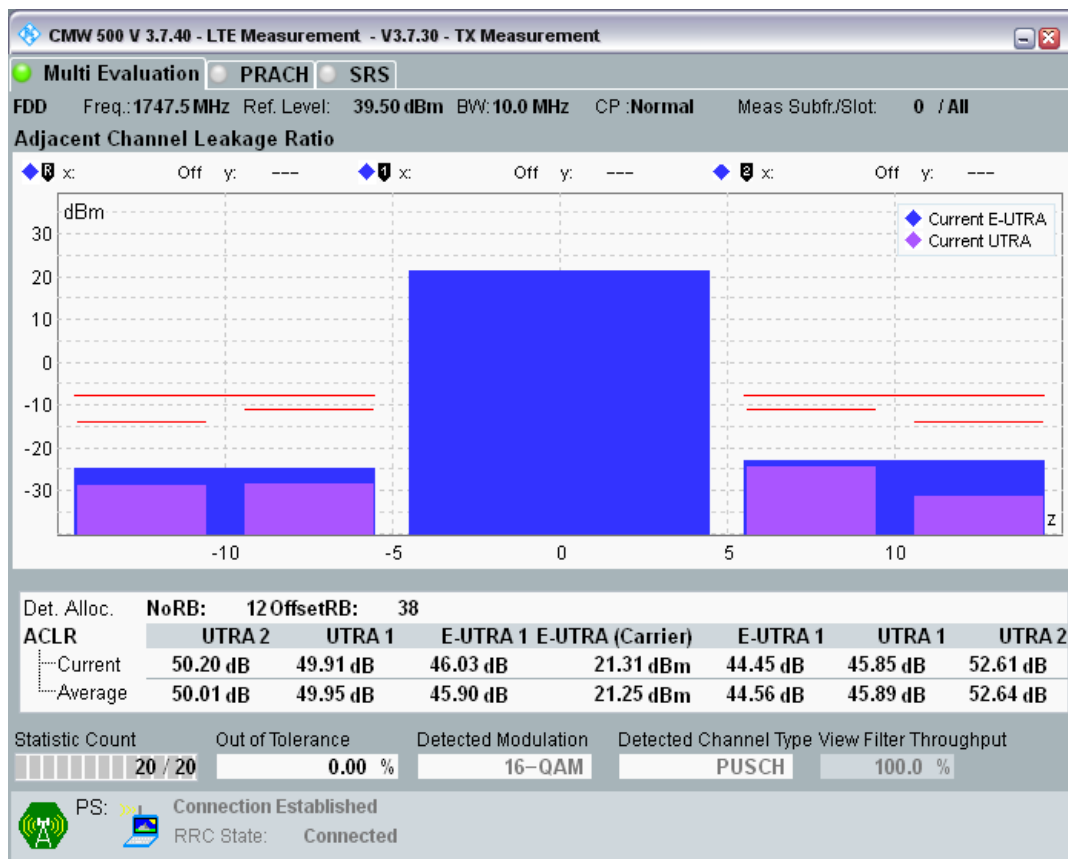 CMW 500 V 3.7.40 - LTE Measurement - V3.7.30 - TX Measurement
Multi Evaluation PRACH SRS
FDD Freq.: 1747.5 MHz Ref. Level: 39.50 dBm BW: 10.0 MHz CP :Normal Meas Subfr./Slot: 0 / All
Adjacent Channel Leakage Ratio
R x: Off y: --- 1 x: Off y: --- 2 x: Off y: ---
dBm
Current E-UTRA
Current UTRA
30
20
10
0
-10
-20
-30
z
-10 -5 0 5 10
Det. Alloc. NoRB: 12 OffsetRB: 38
ACLR UTRA 2 UTRA 1 E-UTRA 1 E-UTRA (Carrier) E-UTRA 1 UTRA 1 UTRA 2
Current 50.20 dB 49.91 dB 46.03 dB 21.31 dBm 44.45 dB 45.85 dB 52.61 dB
Average 50.01 dB 49.95 dB 45.90 dB 21.25 dBm 44.56 dB 45.89 dB 52.64 dB
Statistic Count Out of Tolerance Detected Modulation Detected Channel Type View Filter Throughput
20 / 20 0.00 % 16-QAM PUSCH 100.0 %
PS: Connection Established
RRC State: Connected